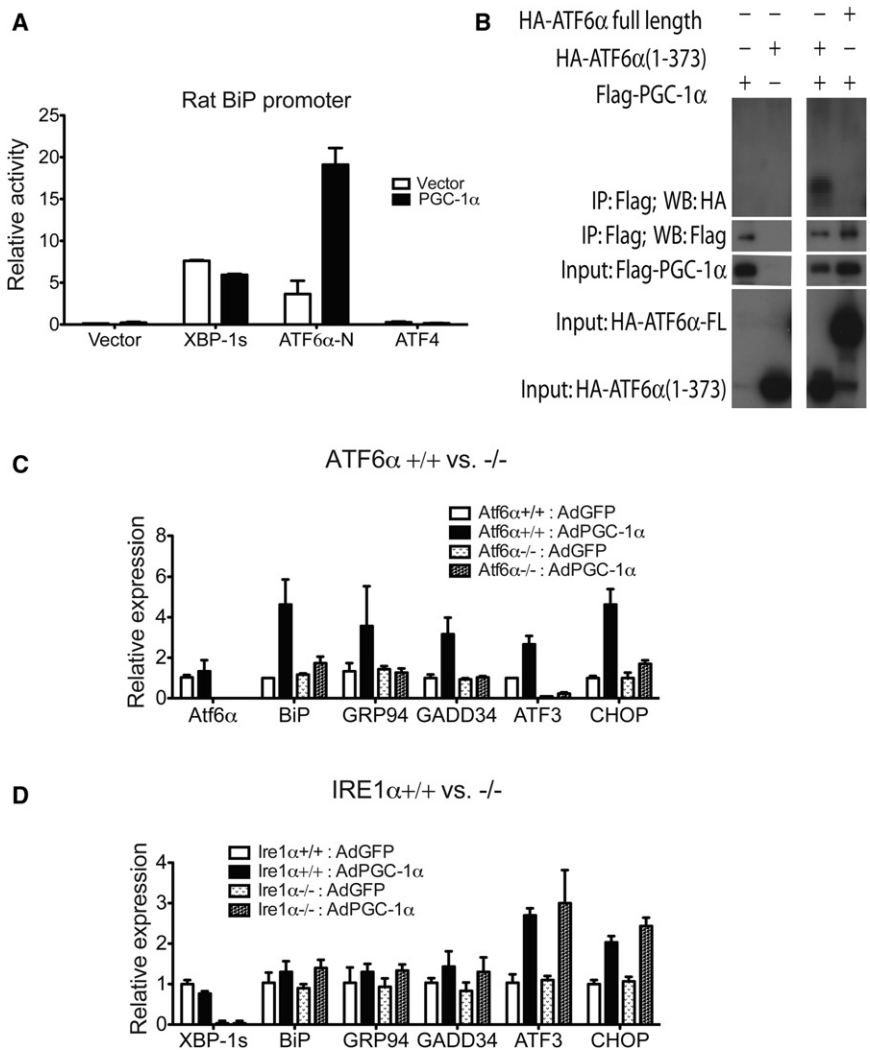 A
Rat BiP promoter
Relative activity
25
20
15
10
5
0
Vector
PGC-1α
Vector XBP-1s ATF6α-N ATF4
B
HA-ATF6α full length − − − +
HA-ATF6α(1-373) − + + −
Flag-PGC-1α + − + +
IP:Flag; WB:HA
IP:Flag; WB:Flag
Input:Flag-PGC-1α
Input:HA-ATF6α-FL
Input:HA-ATF6α(1-373)
C
ATF6α +/+ vs. -/-
Relative expression
8
6
4
2
0
Atf6α+/+ : AdGFP
Atf6α+/+ : AdPGC-1α
Atf6α-/- : AdGFP
Atf6α-/- : AdPGC-1α
Atf6α BiP GRP94 GADD34 ATF3 CHOP
D
IRE1α+/+ vs. -/-
Relative expression
4
3
2
1
0
Ire1α+/+ : AdGFP
Ire1α+/+ : AdPGC-1α
Ire1α-/- : AdGFP
Ire1α-/- : AdPGC-1α
XBP-1s BiP GRP94 GADD34 ATF3 CHOP